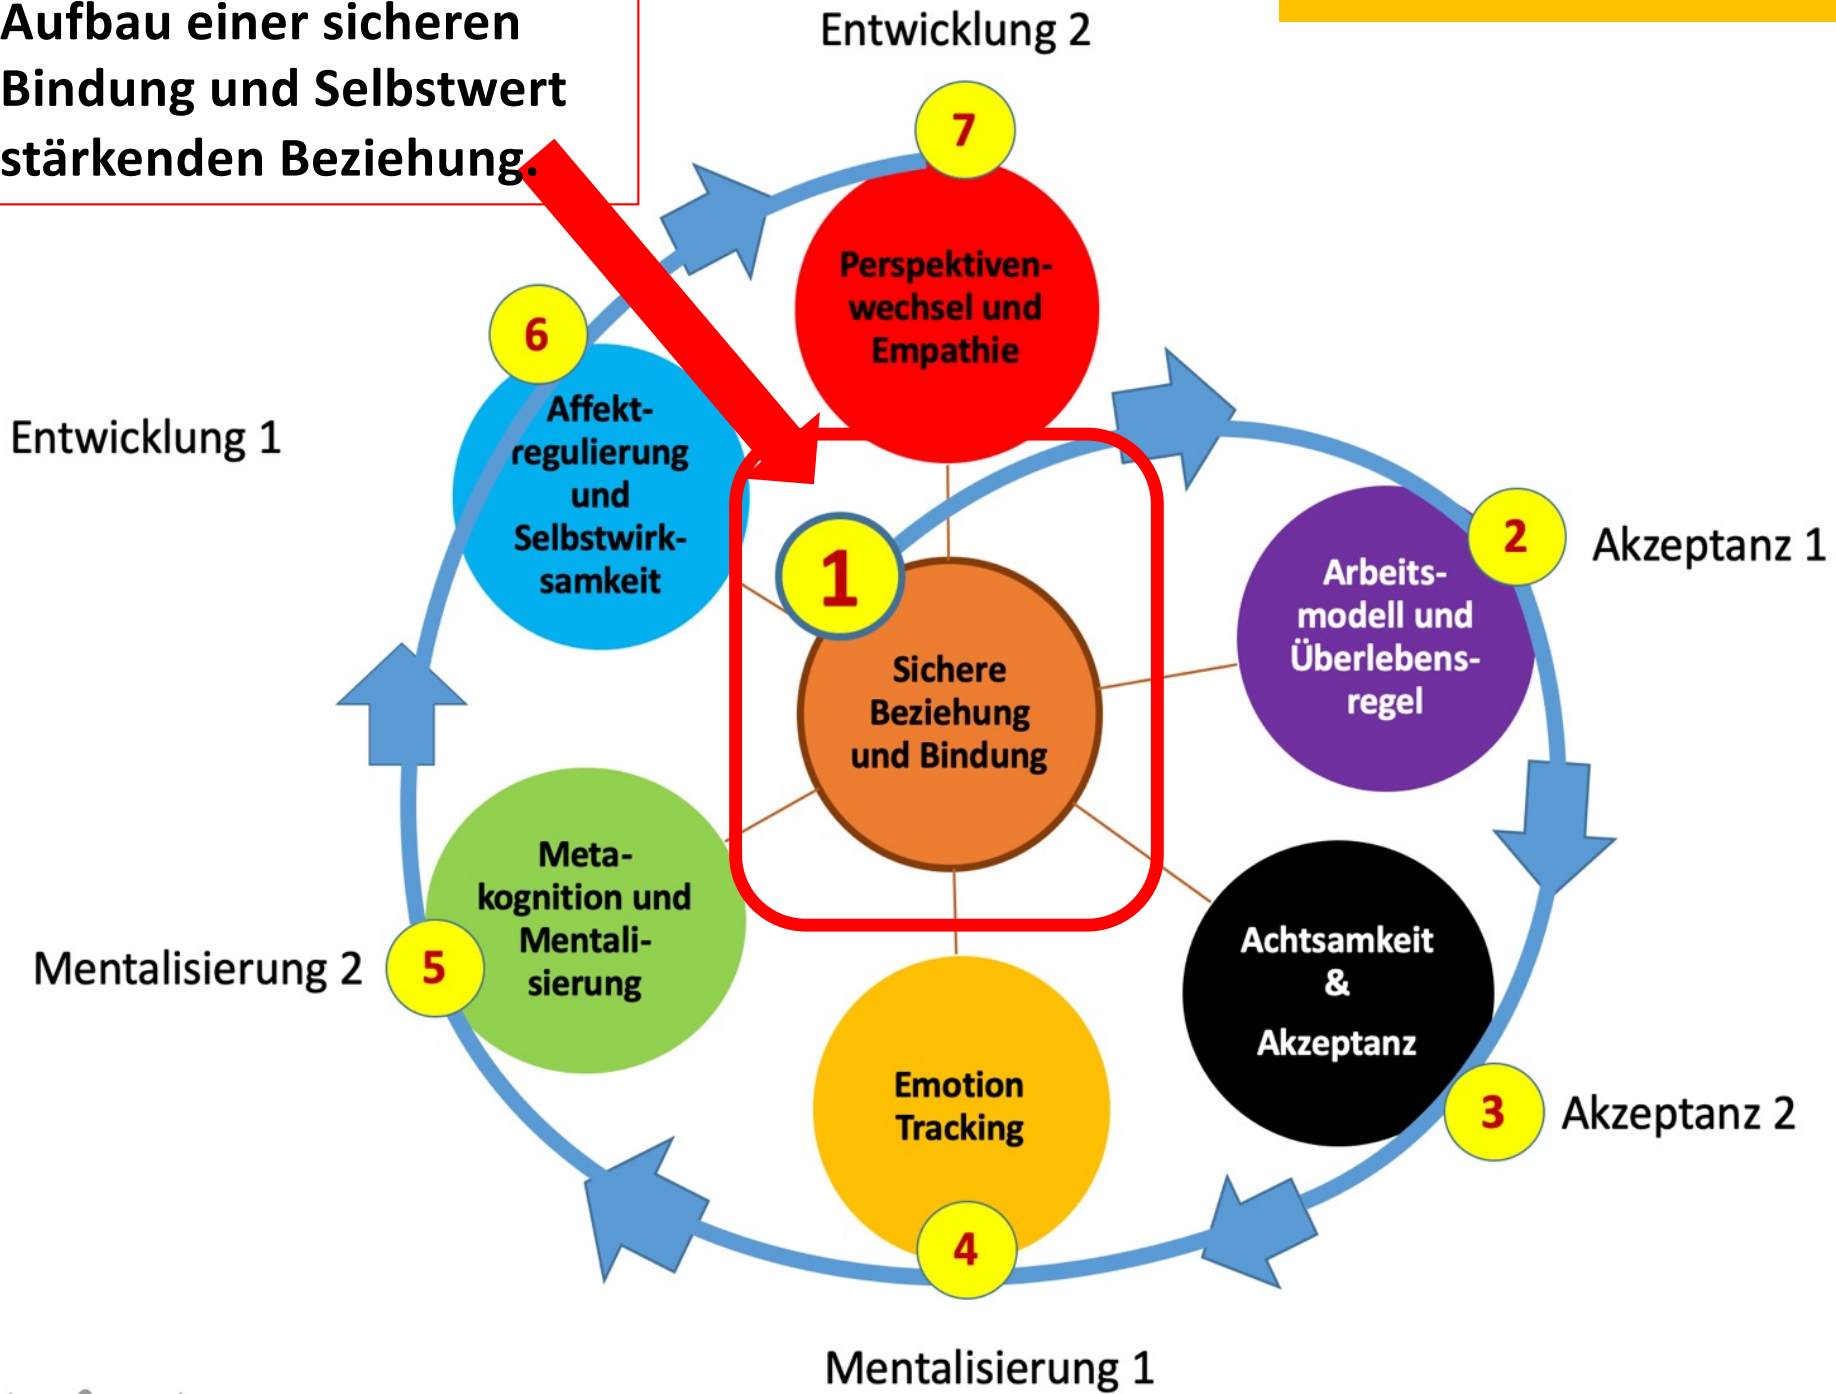 Aufbau einer sicheren
Bindung und Selbstwert
stärkenden Beziehung.
Entwicklung 2
7
Perspektiven-
wechsel und
Empathie
6
Affekt-
regulierung
und
Selbstwirk-
samkeit
Entwicklung 1
1
Sichere
Beziehung
und Bindung
2
Akzeptanz 1
Arbeits-
modell und
Überlebens-
regel
Achtsamkeit
&
Akzeptanz
3
Akzeptanz 2
Emotion
Tracking
4
Mentalisierung 1
Meta-
kognition und
Mentali-
sierung
5
Mentalisierung 2